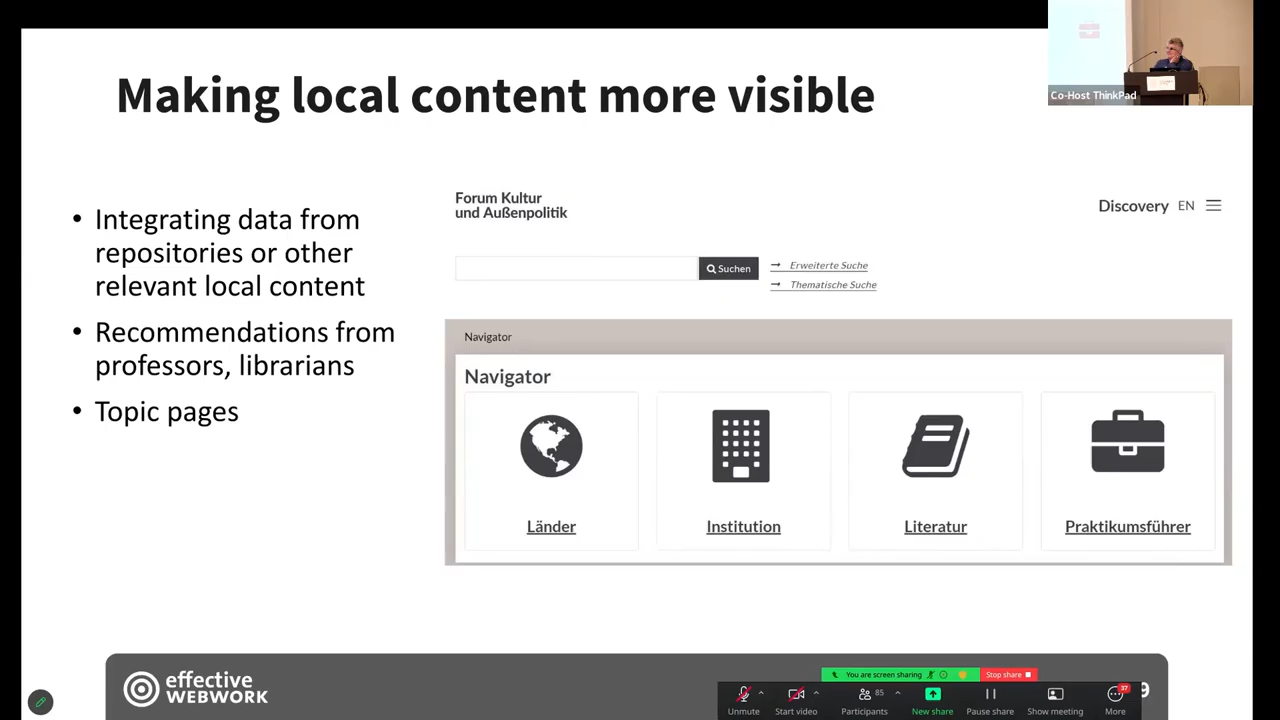 Making local content more visible
Co-Host ThinkPad
• Integrating data from
repositories or other
relevant local content
• Recommendations from
professors, librarians
• Topic pages
Forum Kultur
und Außenpolitik
Discovery EN
Suchen
Erweiterte Suche
Thematische Suche
Navigator
Navigator
Länder
Institution
Literatur
Praktikumsführer
effective
WEBWORK
You are screen sharing
Stop share
9
Unmute
Start video
85
Participants
New share
Pause share
Show meeting
37
More